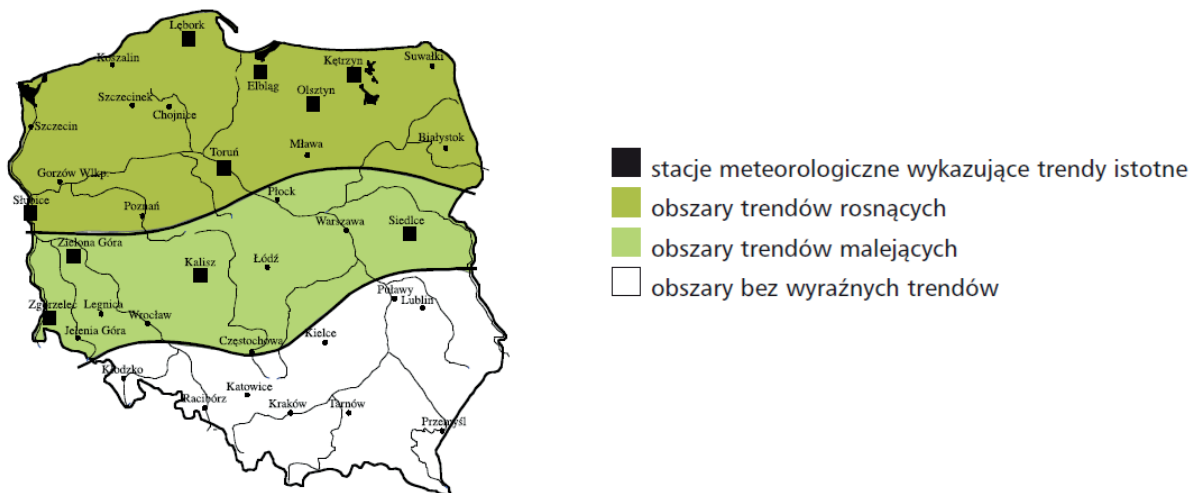 Lębork
Koszalin
Elbląg
Kętrzyn
Suwałki
Szczecinek
Chojnice
Olsztyn
Szczecin
Toruń
Mława
Białystok
Gorzów Wlkp.
Słubice
Poznań
Płock
Warszawa
Siedlce
Zielona Góra
Kalisz
Łódź
Zgorzelec
Legnica
Wrocław
Puławy
Lublin
Jelenia Góra
Częstochowa
Kielce
Kłodzko
Racibórz
Katowice
Kraków
Tarnów
Przemyśl
stacje meteorologiczne wykazujące trendy istotne
obszary trendów rosnących
obszary trendów malejących
obszary bez wyraźnych trendów